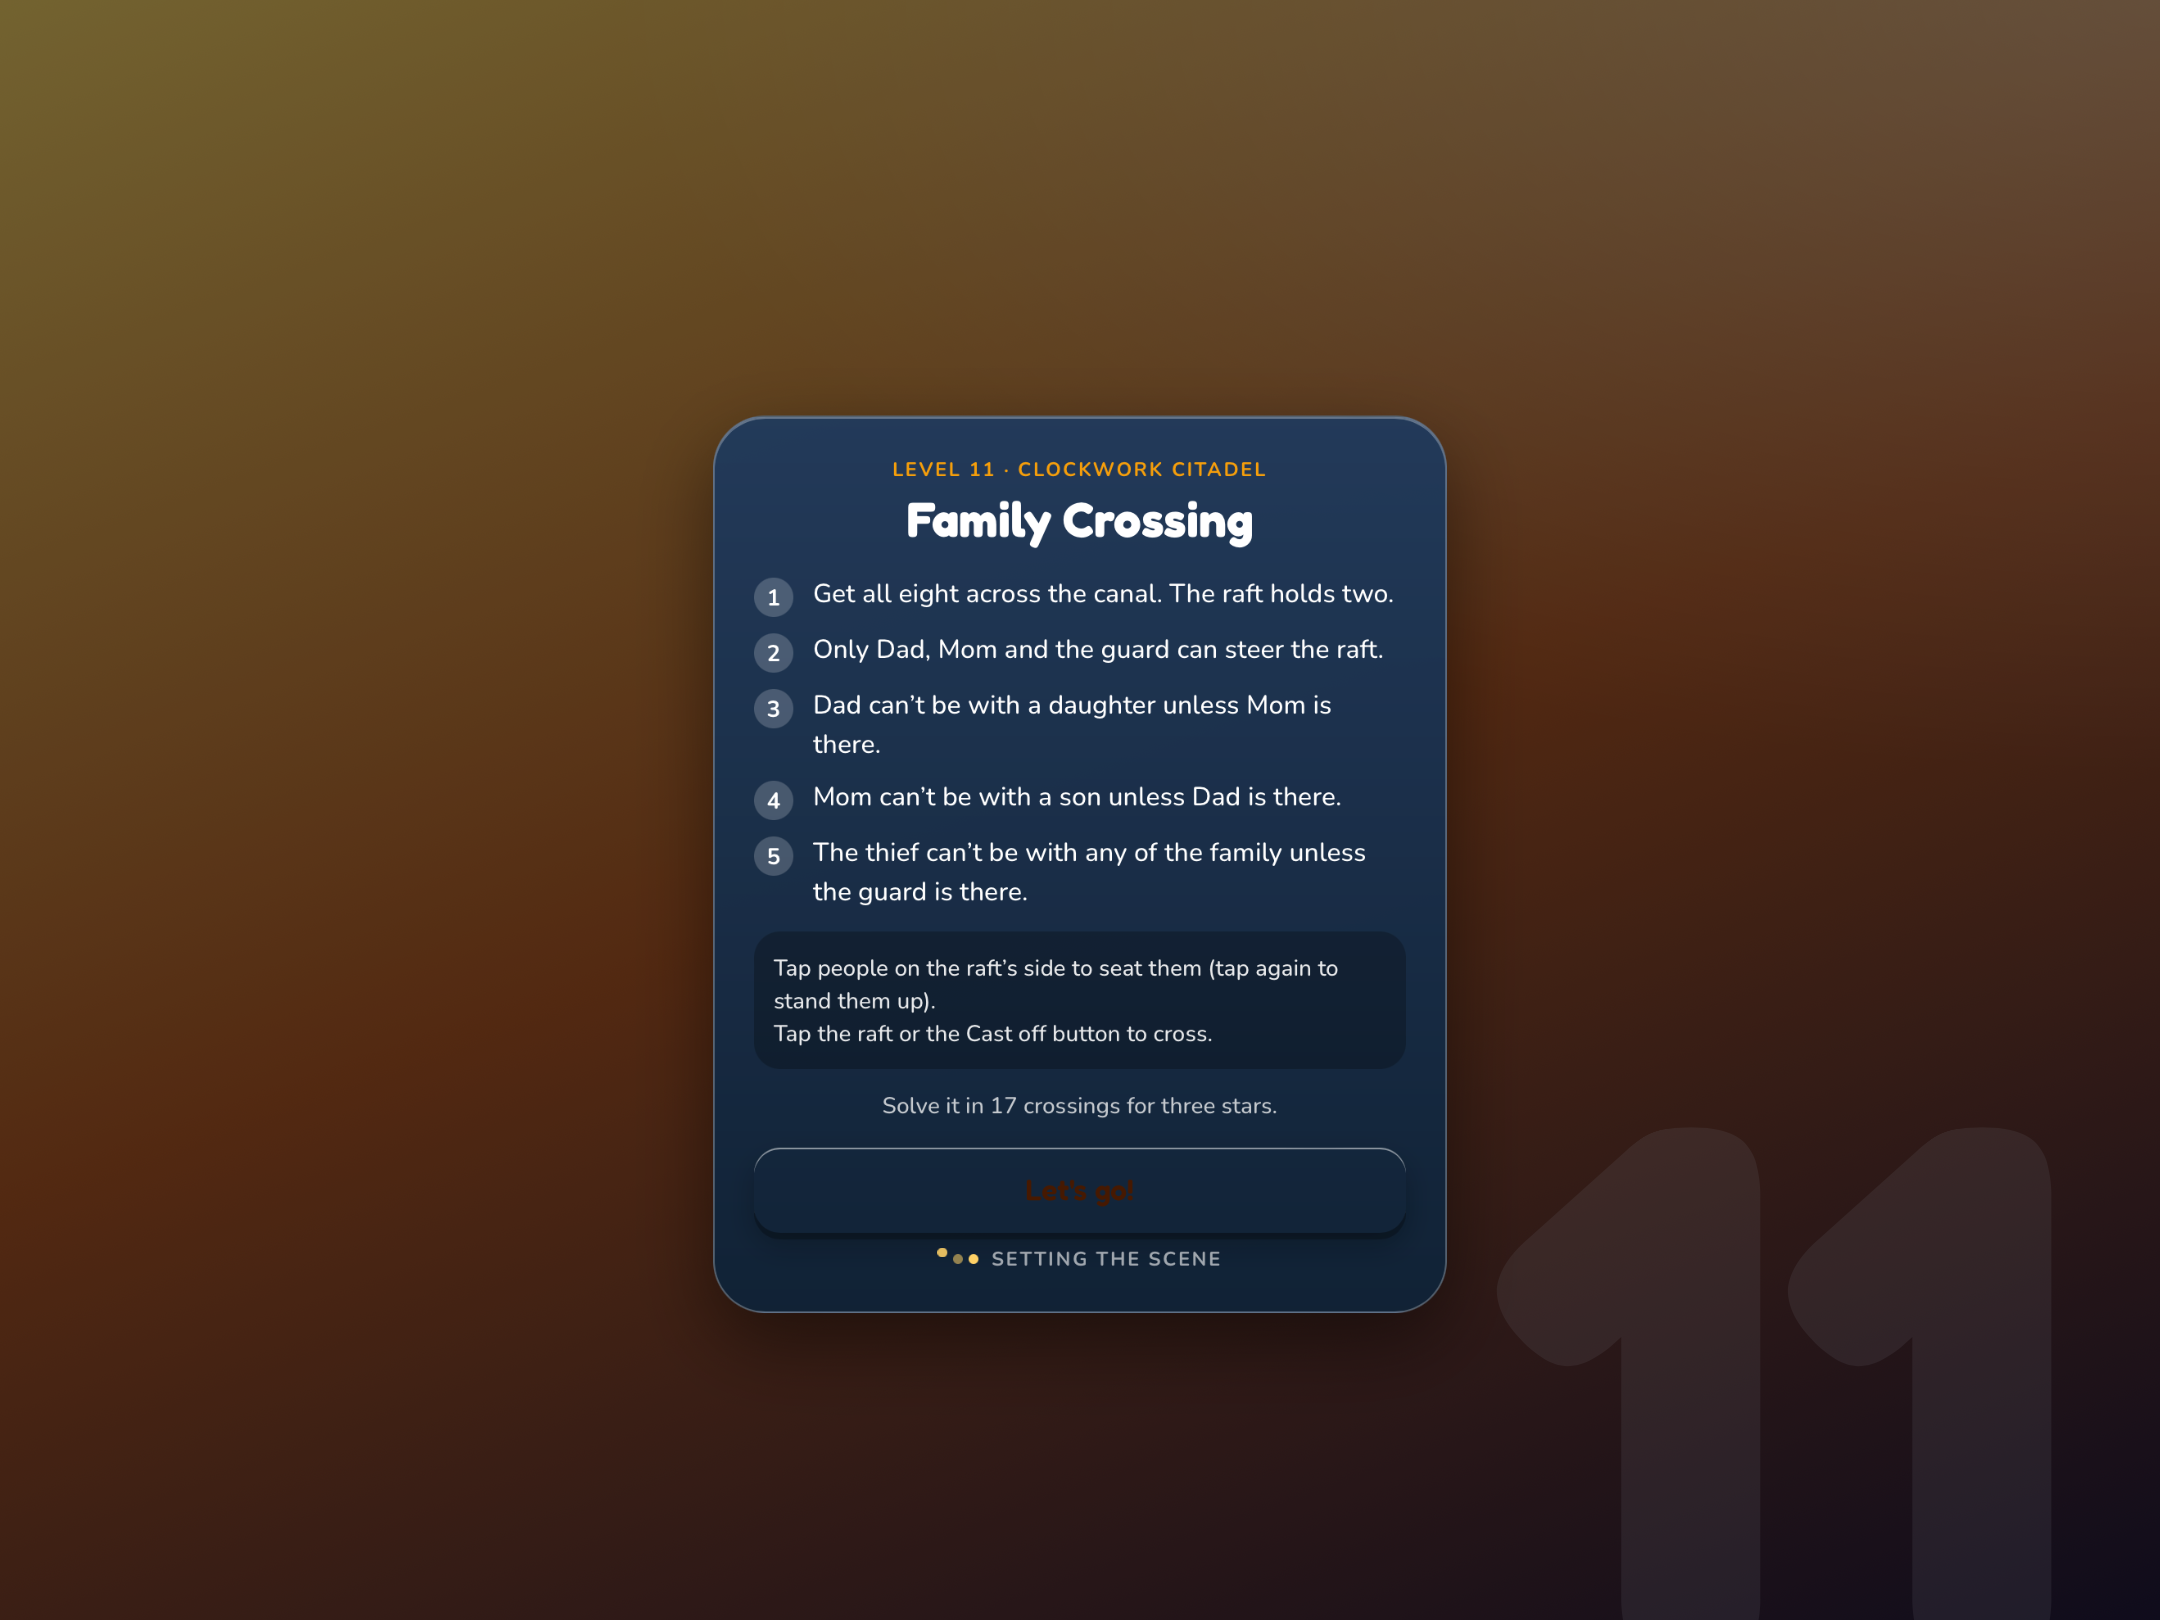 LEVEL 11 · CLOCKWORK CITADEL
Family Crossing
1 Get all eight across the canal. The raft holds two.
2 Only Dad, Mom and the guard can steer the raft.
3 Dad can’t be with a daughter unless Mom is
there.
4 Mom can’t be with a son unless Dad is there.
5 The thief can’t be with any of the family unless
the guard is there.
Tap people on the raft’s side to seat them (tap again to
stand them up).
Tap the raft or the Cast off button to cross.
Solve it in 17 crossings for three stars.
Let’s go!
SETTING THE SCENE
11